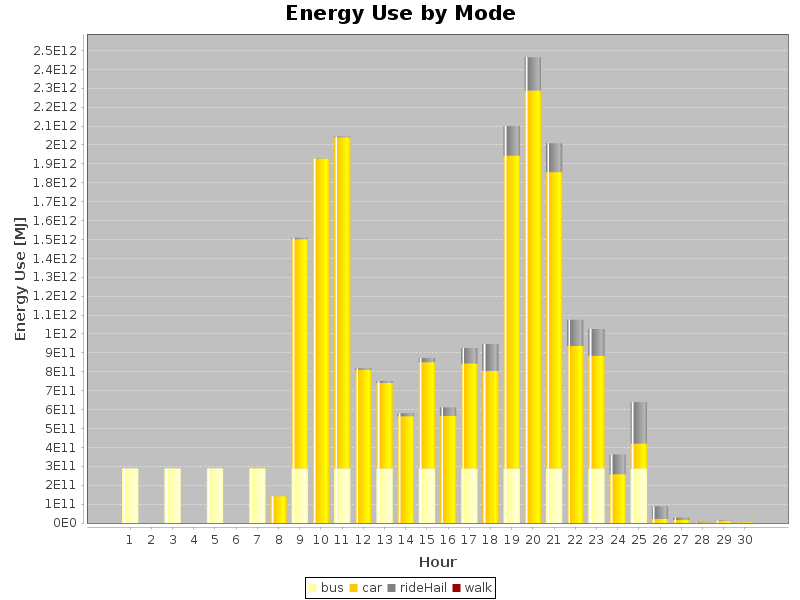 Energy Use by Mode
Energy Use [MJ]
2.5E12
2.4E12
2.3E12
2.2E12
2.1E12
2E12
1.9E12
1.8E12
1.7E12
1.6E12
1.5E12
1.4E12
1.3E12
1.2E12
1.1E12
1E12
9E11
8E11
7E11
6E11
5E11
4E11
3E11
2E11
1E11
0E0
1 2 3 4 5 6 7 8 9 10 11 12 13 14 15 16 17 18 19 20 21 22 23 24 25 26 27 28 29 30
Hour
bus car rideHail walk